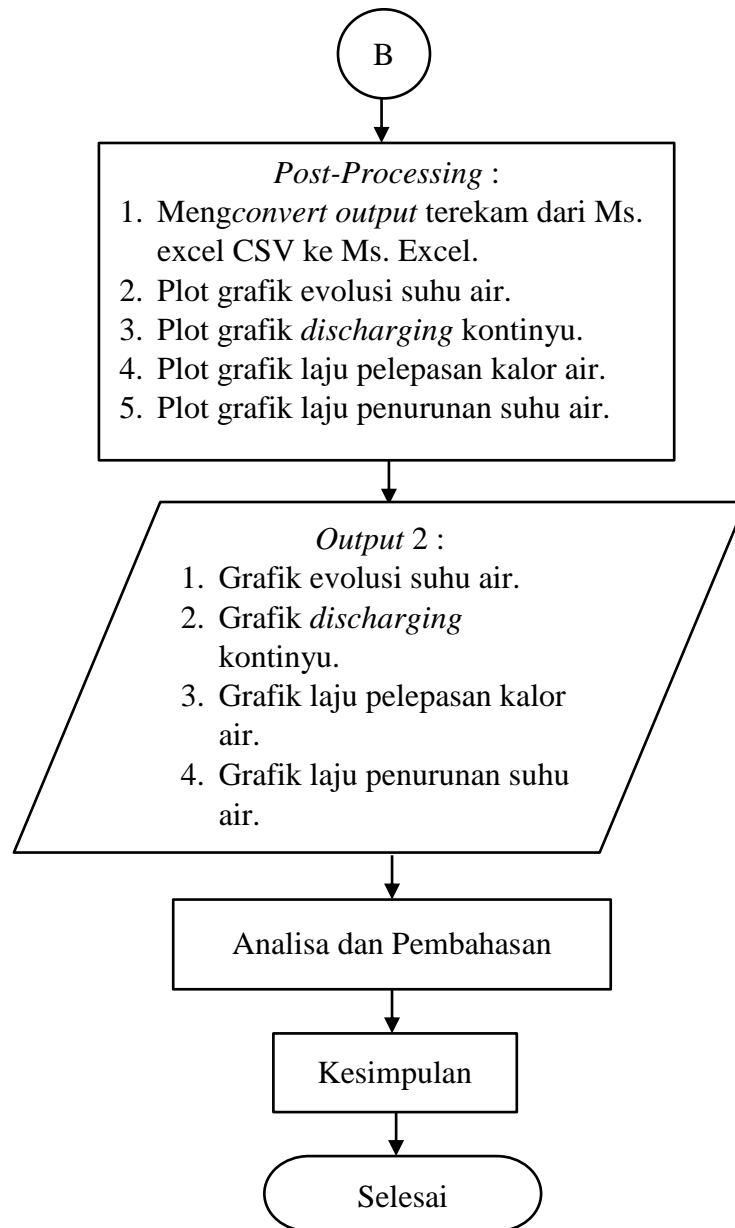 B
Post-Processing :
1. Mengconvert output terekam dari Ms.
excel CSV ke Ms. Excel.
2. Plot grafik evolusi suhu air.
3. Plot grafik discharging kontinyu.
4. Plot grafik laju pelepasan kalor air.
5. Plot grafik laju penurunan suhu air.
Output 2 :
1. Grafik evolusi suhu air.
2. Grafik discharging
kontinyu.
3. Grafik laju pelepasan kalor
air.
4. Grafik laju penurunan suhu
air.
Analisa dan Pembahasan
Kesimpulan
Selesai